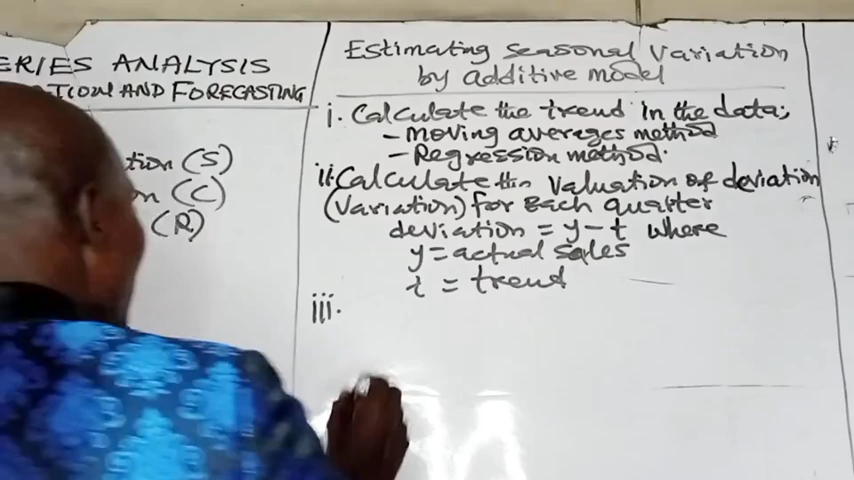 ERIES ANALYSIS
ATION AND FORECASTING
tion (S)
on (C)
(R)
Estimating seasonal variation
by additive model
i. Calculate the trend in the data;
- moving averages method
- Regression method.
ii. Calculate the valuation of deviation
(variation) for each quarter
deviation = y - t where
y = actual sales
t = trend
iii.